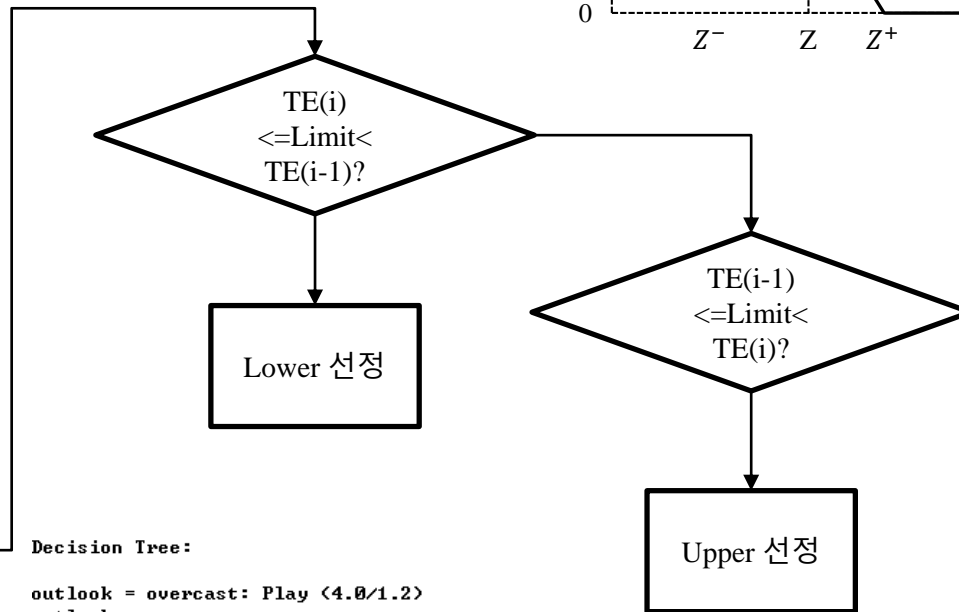 0
Z⁻ Z Z⁺
TE(i)
<=Limit<
TE(i-1)?
TE(i-1)
<=Limit<
TE(i)?
Lower 선정
Upper 선정
Decision Tree:
outlook = overcast: Play (4.0/1.2)